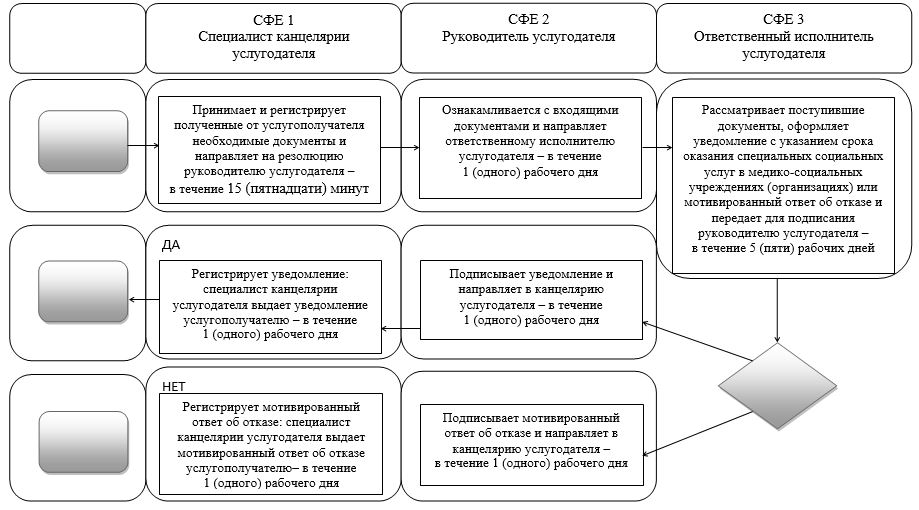 СФЕ 1
Специалист канцелярии
услугодателя
СФЕ 2
Руководитель услугодателя
СФЕ 3
Ответственный исполнитель
услугодателя
Принимает и регистрирует
полученные от услугополучателя
необходимые документы и
направляет на резолюцию
руководителю услугодателя –
в течение 15 (пятнадцати) минут
Ознакамливается с входящими
документами и направляет
ответственному исполнителю
услугодателя – в течение
1 (одного) рабочего дня
Рассматривает поступившие
документы, оформляет
уведомление с указанием срока
оказания специальных социальных
услуг в медико-социальных
учреждениях (организациях) или
мотивированный ответ об отказе и
передает для подписания
руководителю услугодателя –
в течение 5 (пяти) рабочих дней
ДА
Регистрирует уведомление:
специалист канцелярии
услугодателя выдает уведомление
услугополучателю – в течение
1 (одного) рабочего дня
Подписывает уведомление и
направляет в канцелярию
услугодателя – в течение
1 (одного) рабочего дня
НЕТ
Регистрирует мотивированный
ответ об отказе: специалист
канцелярии услугодателя выдает
мотивированный ответ об отказе
услугополучателю– в течение
1 (одного) рабочего дня
Подписывает мотивированный
ответ об отказе и направляет в
канцелярию услугодателя –
в течение 1 (одного) рабочего дня